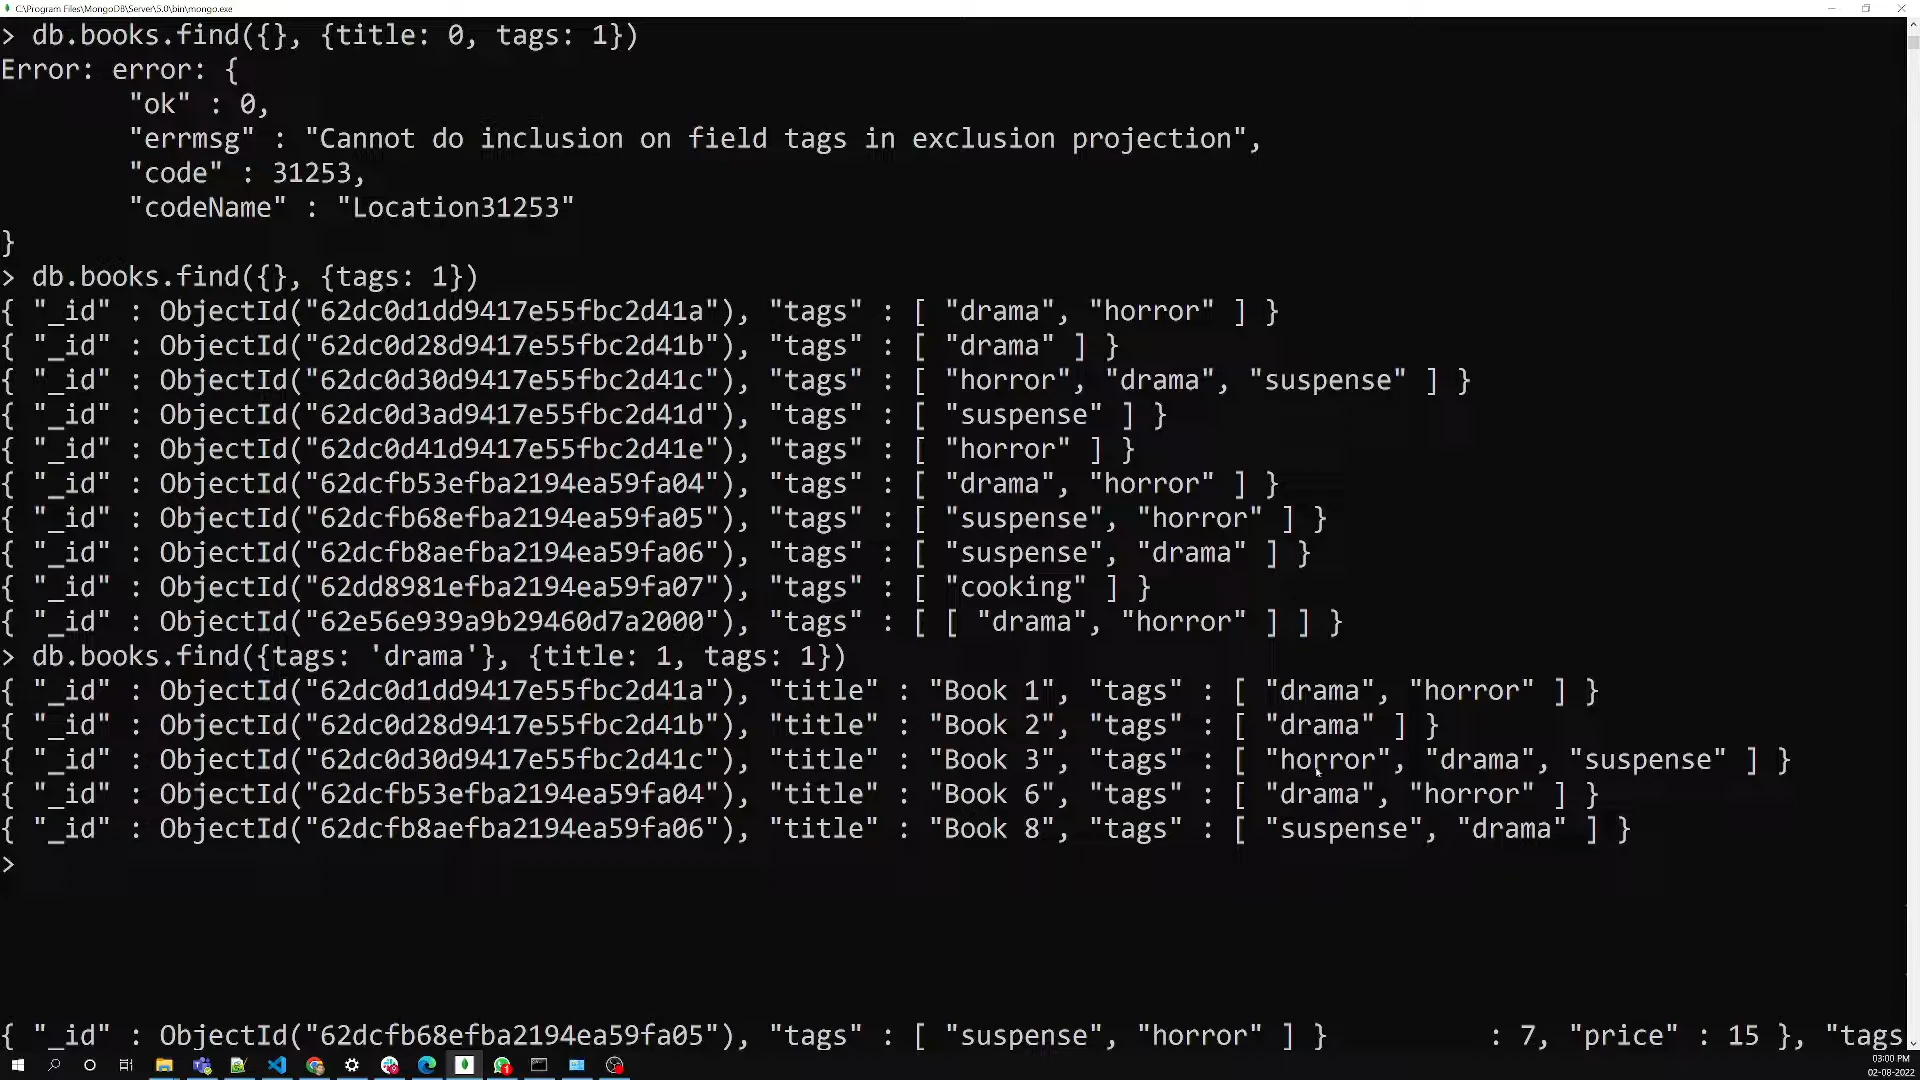 C:\Program Files\MongoDB\Server\5.0\bin\mongo.exe
> db.books.find({}, {title: 0, tags: 1})
Error: error: {
"ok" : 0,
"errmsg" : "Cannot do inclusion on field tags in exclusion projection",
"code" : 31253,
"codeName" : "Location31253"
}
> db.books.find({}, {tags: 1})
{ "_id" : ObjectId("62dc0d1dd9417e55fbc2d41a"), "tags" : [ "drama", "horror" ] }
{ "_id" : ObjectId("62dc0d28d9417e55fbc2d41b"), "tags" : [ "drama" ] }
{ "_id" : ObjectId("62dc0d30d9417e55fbc2d41c"), "tags" : [ "horror", "drama", "suspense" ] }
{ "_id" : ObjectId("62dc0d3ad9417e55fbc2d41d"), "tags" : [ "suspense" ] }
{ "_id" : ObjectId("62dc0d41d9417e55fbc2d41e"), "tags" : [ "horror" ] }
{ "_id" : ObjectId("62dcfb53efba2194ea59fa04"), "tags" : [ "drama", "horror" ] }
{ "_id" : ObjectId("62dcfb68efba2194ea59fa05"), "tags" : [ "suspense", "horror" ] }
{ "_id" : ObjectId("62dcfb8aefba2194ea59fa06"), "tags" : [ "suspense", "drama" ] }
{ "_id" : ObjectId("62dd8981efba2194ea59fa07"), "tags" : [ "cooking" ] }
{ "_id" : ObjectId("62e56e939a9b29460d7a2000"), "tags" : [ [ "drama", "horror" ] ] }
> db.books.find({tags: 'drama'}, {title: 1, tags: 1})
{ "_id" : ObjectId("62dc0d1dd9417e55fbc2d41a"), "title" : "Book 1", "tags" : [ "drama", "horror" ] }
{ "_id" : ObjectId("62dc0d28d9417e55fbc2d41b"), "title" : "Book 2", "tags" : [ "drama" ] }
{ "_id" : ObjectId("62dc0d30d9417e55fbc2d41c"), "title" : "Book 3", "tags" : [ "horror", "drama", "suspense" ] }
{ "_id" : ObjectId("62dcfb53efba2194ea59fa04"), "title" : "Book 6", "tags" : [ "drama", "horror" ] }
{ "_id" : ObjectId("62dcfb8aefba2194ea59fa06"), "title" : "Book 8", "tags" : [ "suspense", "drama" ] }
>
{ "_id" : ObjectId("62dcfb68efba2194ea59fa05"), "tags" : [ "suspense", "horror" ] } : 7, "price" : 15 }, "tags
03:00 PM
02-08-2022